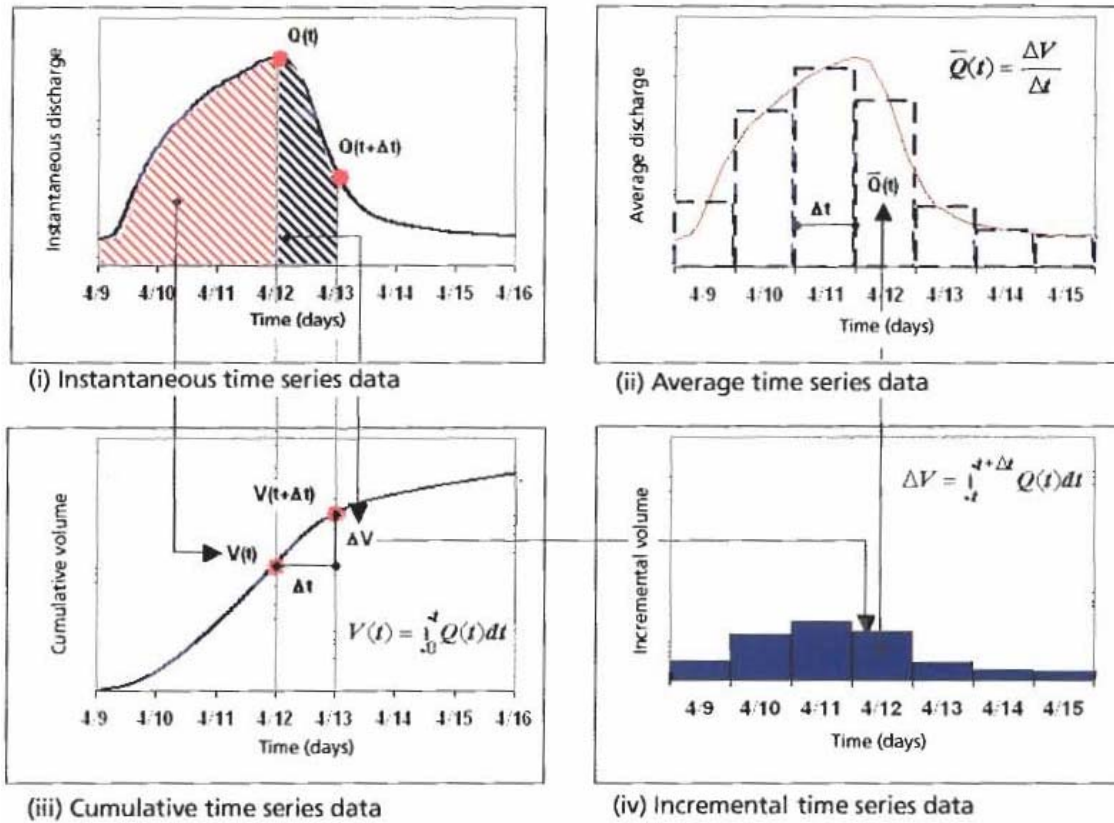 Instantaneous discharge
Q(t)
Q(t+Δt)
4/9 4/10 4/11 4/12 4/13 4/14 4/15 4/16
Time (days)
(i) Instantaneous time series data
Average discharge
Q̅(t) = ΔV/Δt
Q̅(t)
Δt
4/9 4/10 4/11 4/12 4/13 4/14 4/15
Time (days)
(ii) Average time series data
Cumulative volume
V(t+Δt)
ΔV
V(t)
Δt
V(t) = ∫₀ᵗ Q(t)dt
4/9 4/10 4/11 4/12 4/13 4/14 4/15 4/16
Time (days)
(iii) Cumulative time series data
Incremental volume
ΔV = ∫ₜᵗ⁺Δᵗ Q(t)dt
4/9 4/10 4/11 4/12 4/13 4/14 4/15
Time (days)
(iv) Incremental time series data